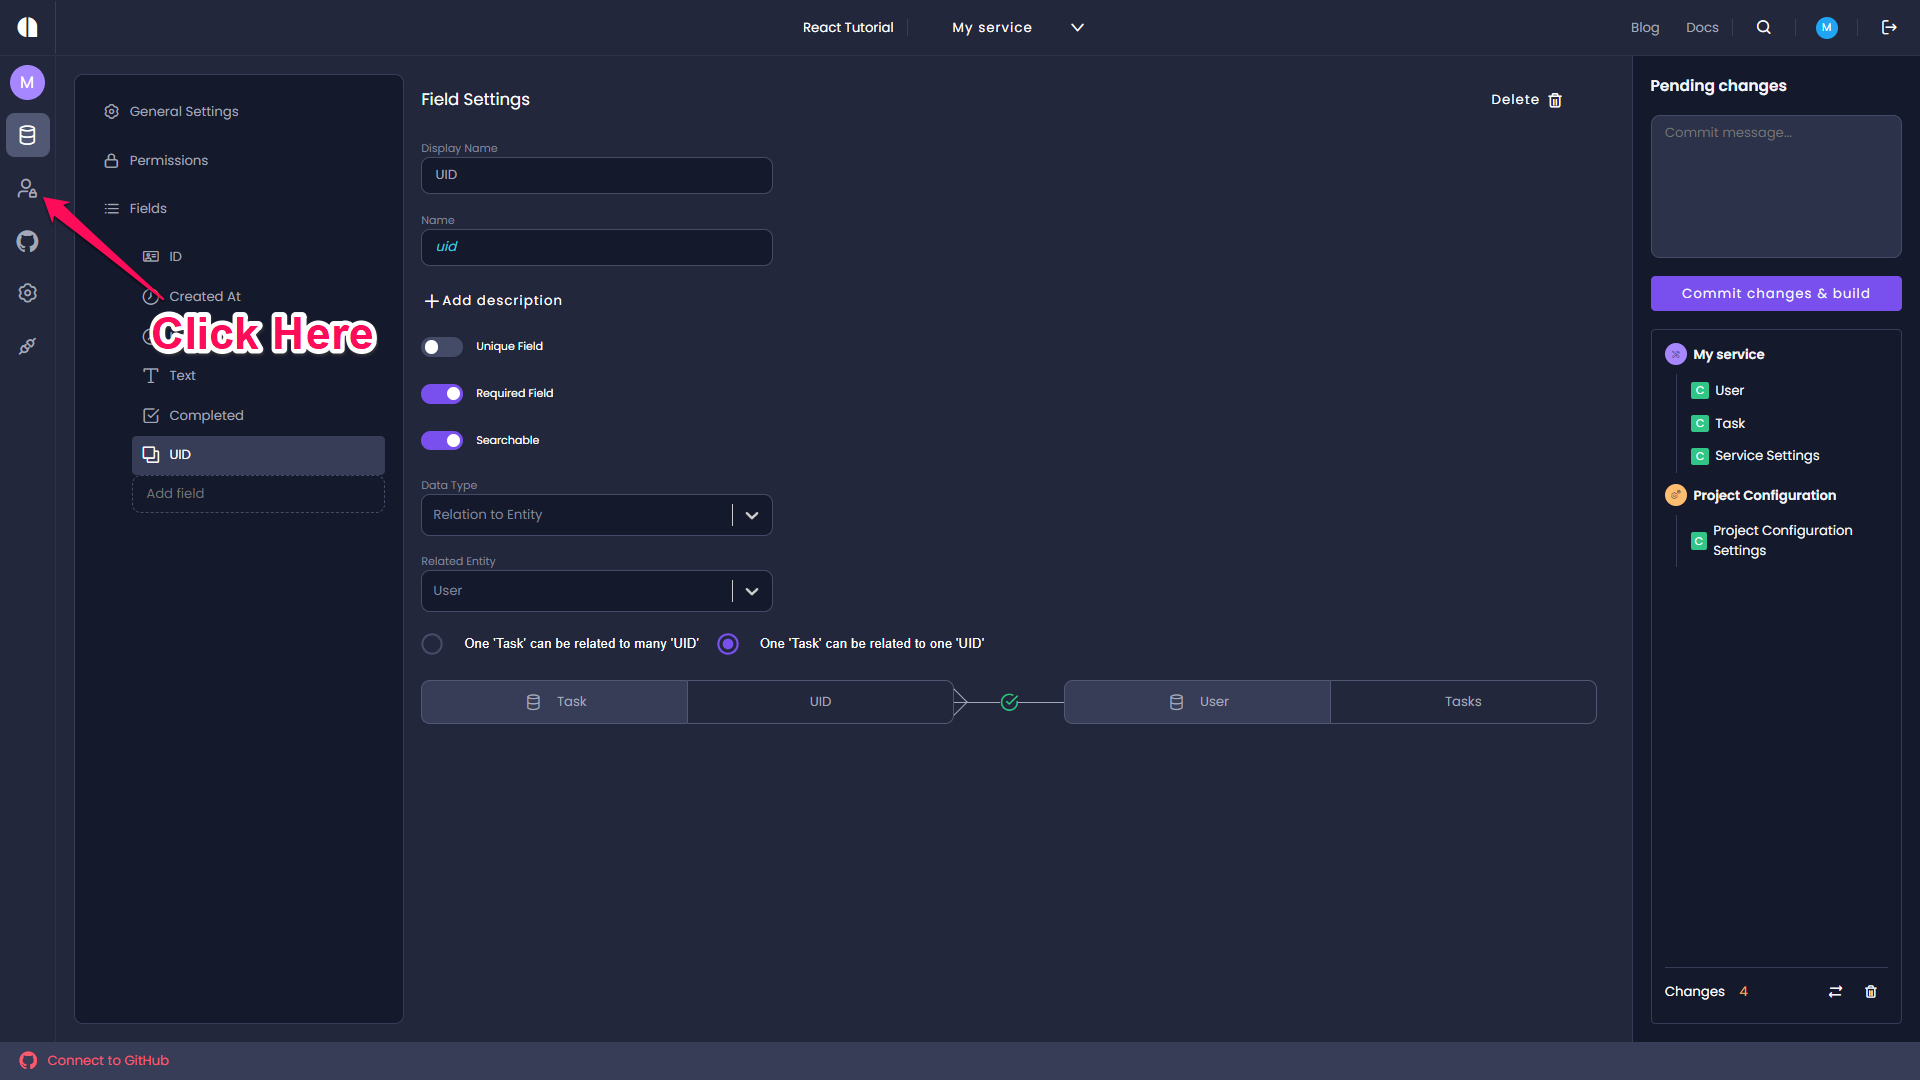 React Tutorial
My service
Blog
Docs
M
M
General Settings
Permissions
Fields
ID
Created At
Click Here
Text
Completed
UID
Add field
Field Settings
Delete
Display Name
UID
Name
uid
Add description
Unique Field
Required Field
Searchable
Data Type
Relation to Entity
Related Entity
User
One 'Task' can be related to many 'UID'
One 'Task' can be related to one 'UID'
Task
UID
User
Tasks
Pending changes
Commit message...
Commit changes & build
My service
C User
C Task
C Service Settings
Project Configuration
C Project Configuration
Settings
Changes 4
Connect to GitHub